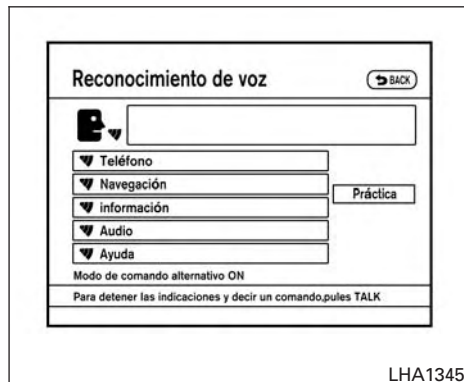 Reconocimiento de voz
BACK
Teléfono
Navegación
Práctica
información
Audio
Ayuda
Modo de comando alternativo ON
Para detener las indicaciones y decir un comando,pules TALK
LHA1345